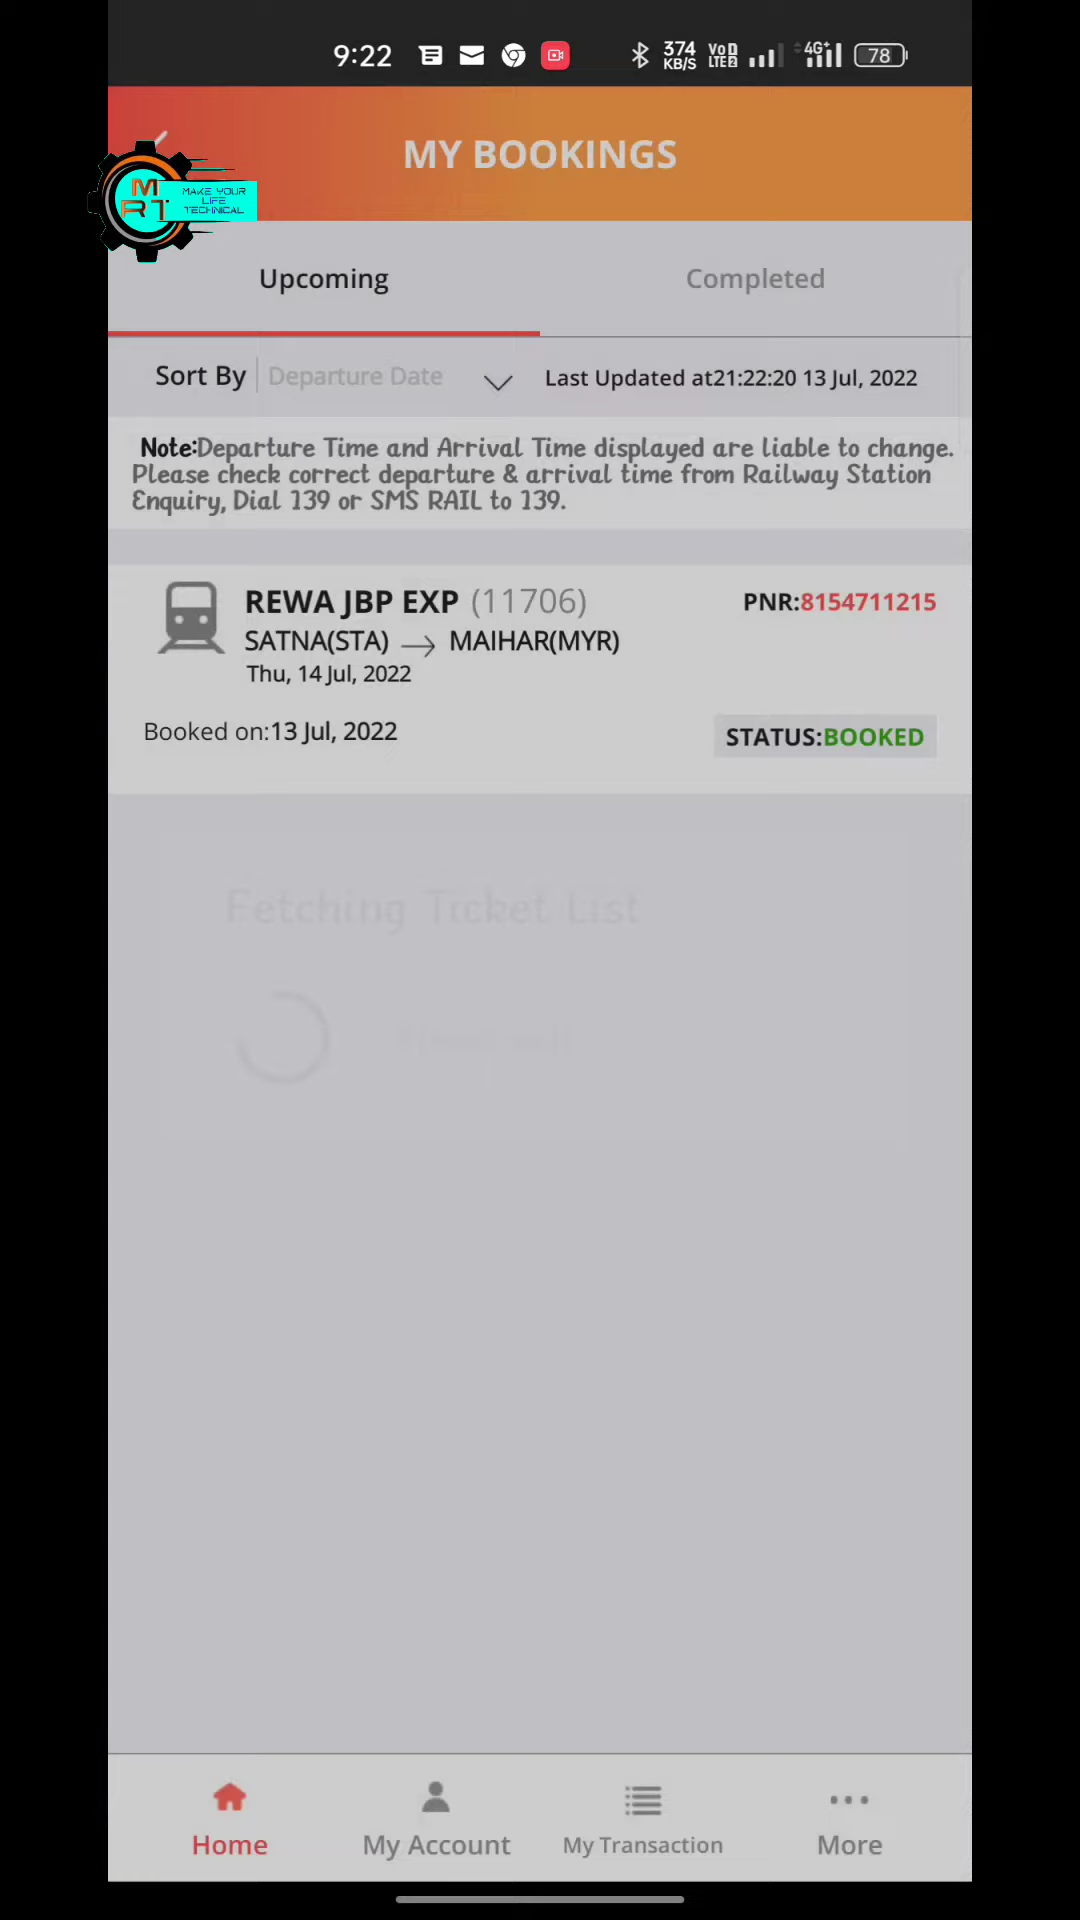 9:22
374
KB/S
VoD
LTE2
4G+
78
MY BOOKINGS
M
RT
MAKE YOUR
LIFE
TECHNICAL
Upcoming
Completed
Sort By
Departure Date
Last Updated at21:22:20 13 Jul, 2022
Note:Departure Time and Arrival Time displayed are liable to change.
Please check correct departure & arrival time from Railway Station
Enquiry, Dial 139 or SMS RAIL to 139.
REWA JBP EXP (11706)
PNR:8154711215
SATNA(STA) → MAIHAR(MYR)
Thu, 14 Jul, 2022
Booked on:13 Jul, 2022
STATUS:BOOKED
Fetching Ticket List
Home
My Account
My Transaction
More